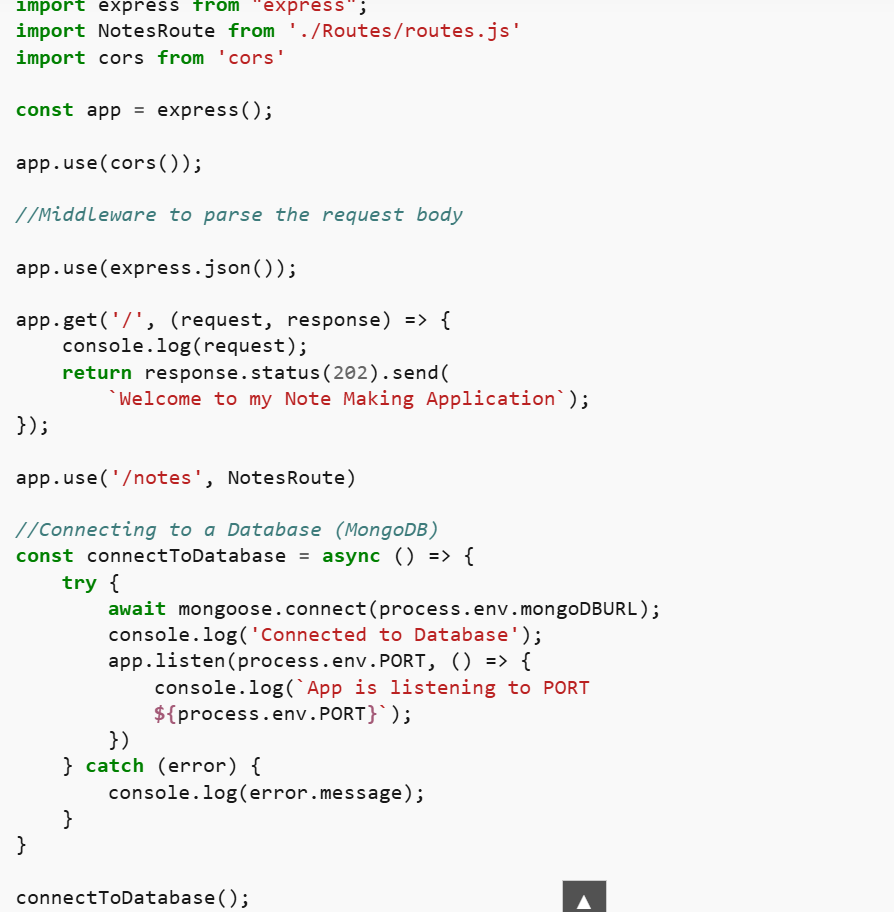 import express from "express";
import NotesRoute from './Routes/routes.js'
import cors from 'cors'
const app = express();
app.use(cors());
//Middleware to parse the request body
app.use(express.json());
app.get('/', (request, response) => {
    console.log(request);
    return response.status(202).send(
        `Welcome to my Note Making Application`);
});
app.use('/notes', NotesRoute)
//Connecting to a Database (MongoDB)
const connectToDatabase = async () => {
    try {
        await mongoose.connect(process.env.mongoDBURL);
        console.log('Connected to Database');
        app.listen(process.env.PORT, () => {
            console.log(`App is listening to PORT
            ${process.env.PORT}`);
        })
    } catch (error) {
        console.log(error.message);
    }
}
connectToDatabase();